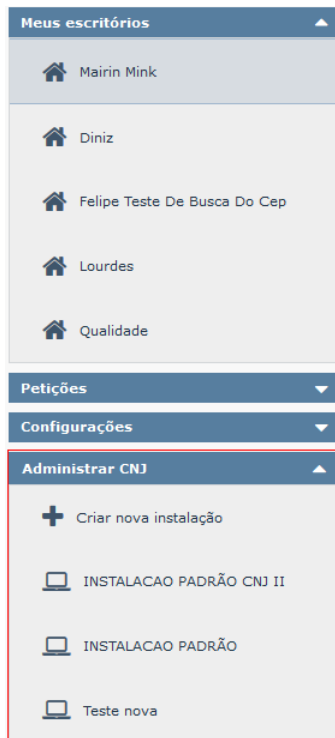 Meus escritórios
Mairin Mink
Diniz
Felipe Teste De Busca Do Cep
Lourdes
Qualidade
Petições
Configurações
Administrar CNJ
Criar nova instalação
INSTALACAO PADRÃO CNJ II
INSTALACAO PADRÃO
Teste nova